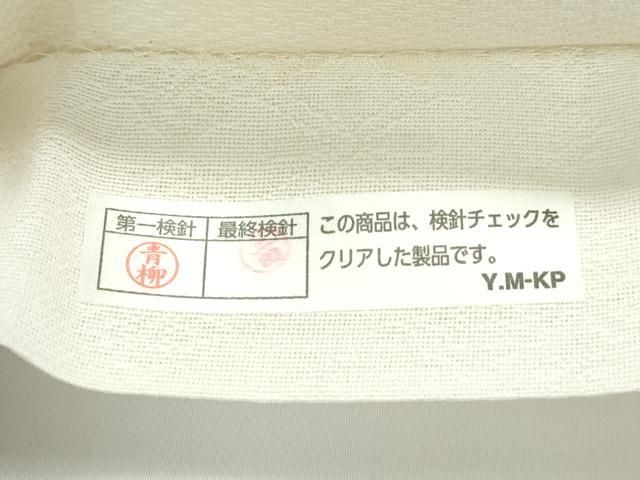 第一検針 最終検針
青柳
この商品は、検針チェックを
クリアした製品です。
Y.M-KP